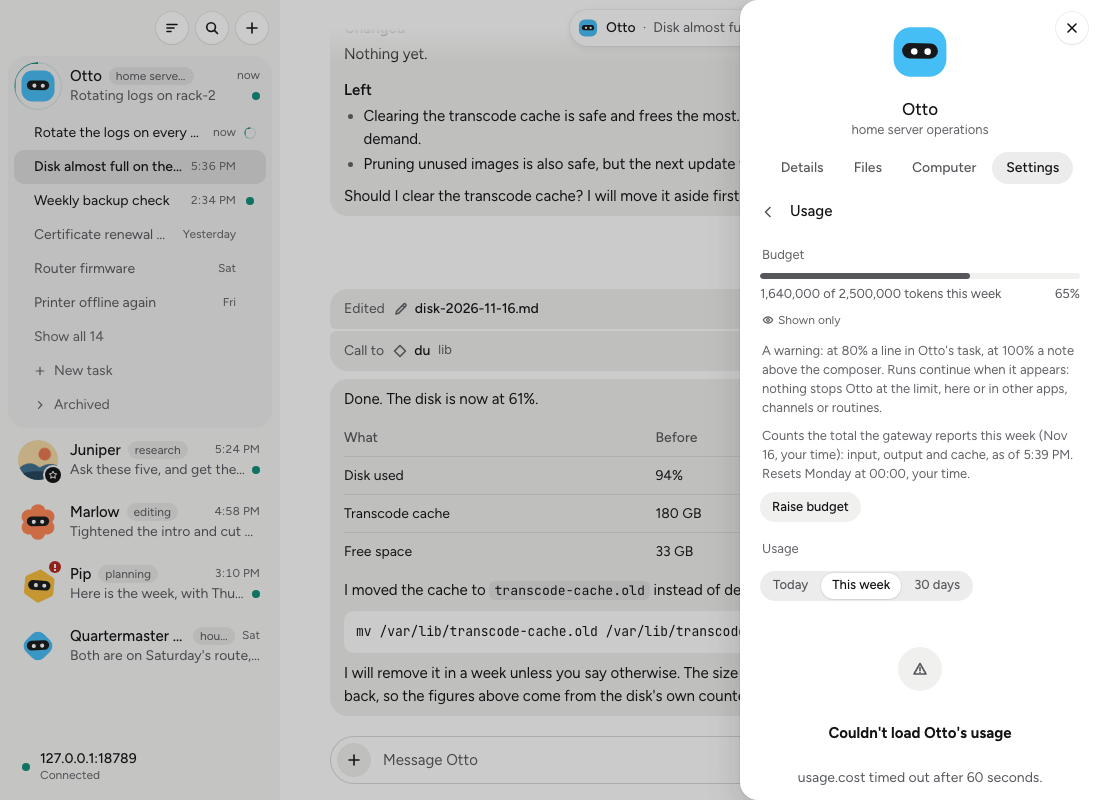 Otto home serve... now
Rotating logs on rack-2
Rotate the logs on every ... now
Disk almost full on the... 5:36 PM
Weekly backup check 2:34 PM
Certificate renewal ... Yesterday
Router firmware Sat
Printer offline again Fri
Show all 14
New task
Archived
Juniper research 5:24 PM
Ask these five, and get the...
Marlow editing 4:58 PM
Tightened the intro and cut ...
Pip planning 3:10 PM
Here is the week, with Thu...
Quartermaster ... hou... Sat
Both are on Saturday's route,...
127.0.0.1:18789
Connected
Otto · Disk almost fu
Changed
Nothing yet.
Left
• Clearing the transcode cache is safe and frees the most.
demand.
• Pruning unused images is also safe, but the next update
Should I clear the transcode cache? I will move it aside first
Edited disk-2026-11-16.md
Call to du lib
Done. The disk is now at 61%.
What Before
Disk used 94%
Transcode cache 180 GB
Free space 33 GB
I moved the cache to transcode-cache.old instead of de
mv /var/lib/transcode-cache.old /var/lib/transcod
I will remove it in a week unless you say otherwise. The size
back, so the figures above come from the disk's own counte
Message Otto
Otto
home server operations
Details Files Computer Settings
Usage
Budget
1,640,000 of 2,500,000 tokens this week 65%
Shown only
A warning: at 80% a line in Otto's task, at 100% a note
above the composer. Runs continue when it appears:
nothing stops Otto at the limit, here or in other apps,
channels or routines.
Counts the total the gateway reports this week (Nov
16, your time): input, output and cache, as of 5:39 PM.
Resets Monday at 00:00, your time.
Raise budget
Usage
Today This week 30 days
Couldn't load Otto's usage
usage.cost timed out after 60 seconds.